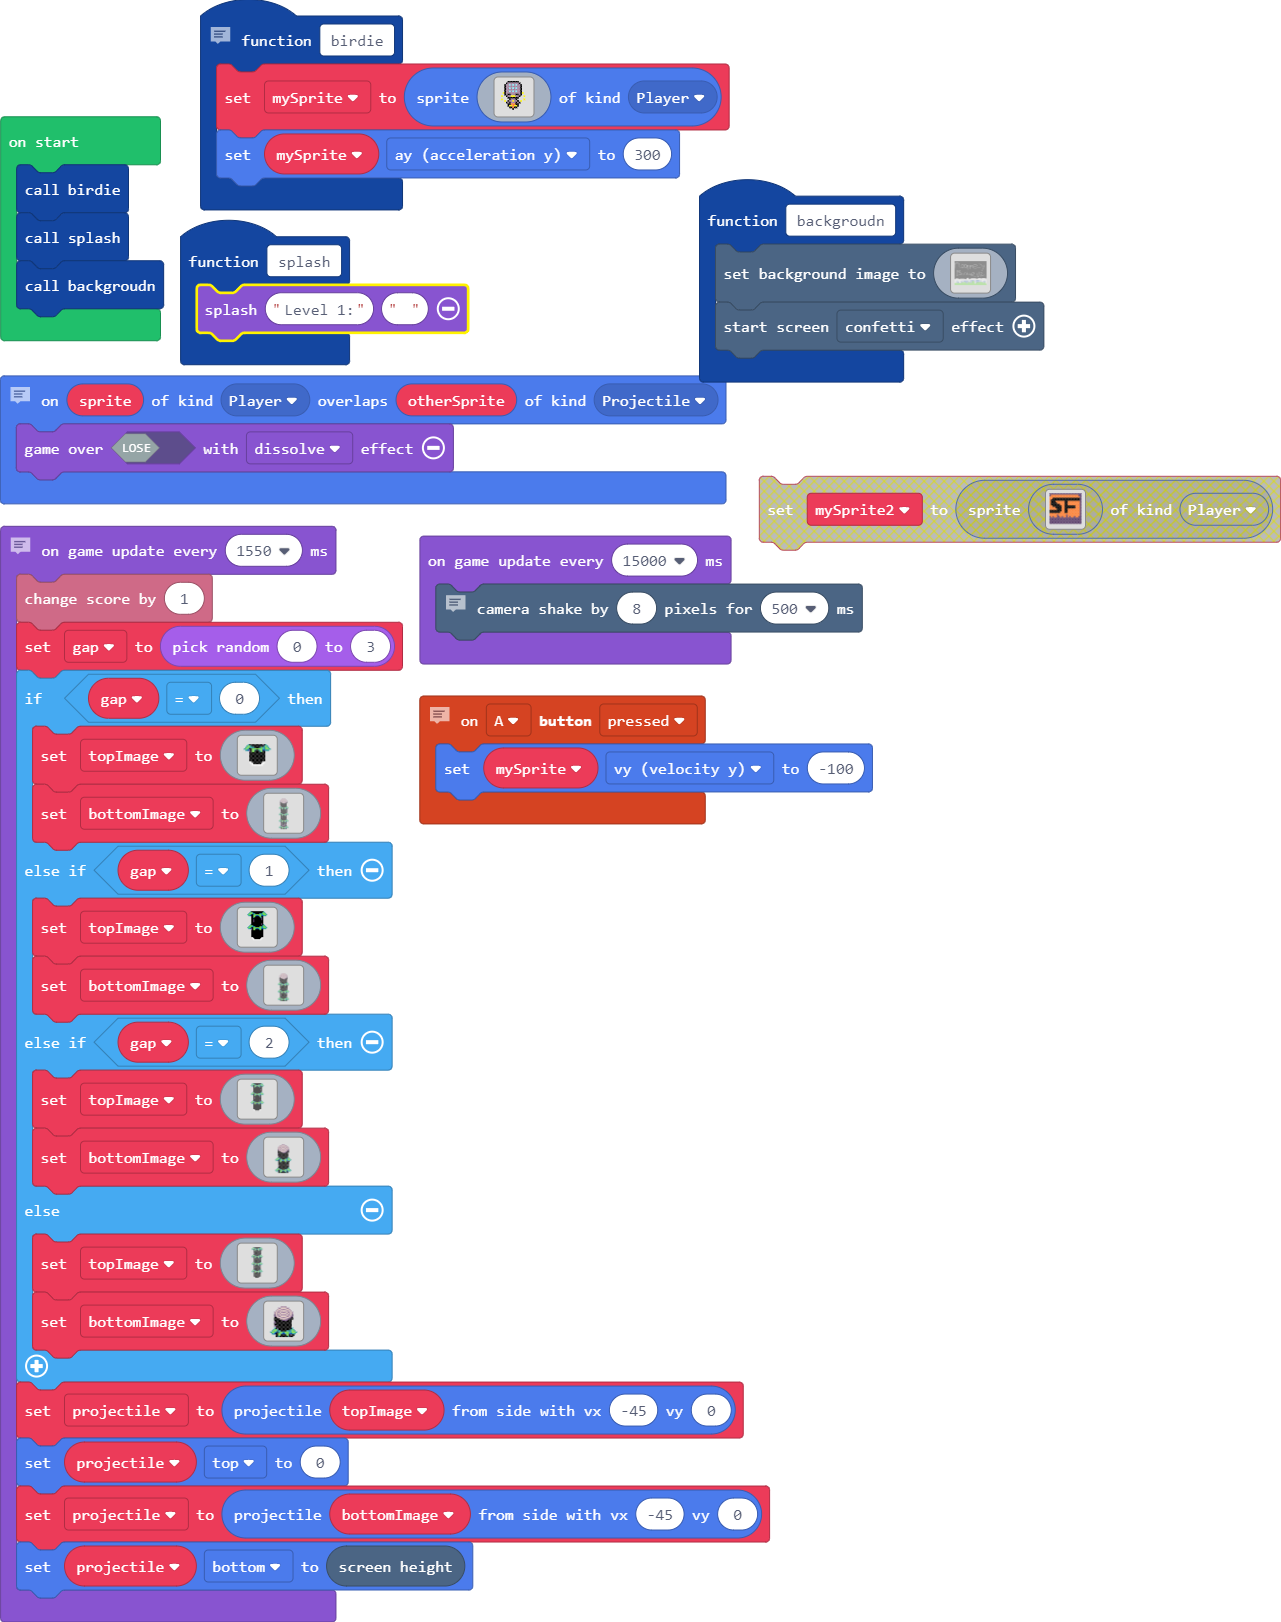 function birdie
set mySprite to sprite of kind Player
set mySprite ay (acceleration y) to 300
on start
call birdie
call splash
call backgroudn
function splash
splash "Level 1:" " "
function backgroudn
set background image to
start screen confetti effect
on sprite of kind Player overlaps otherSprite of kind Projectile
game over LOSE with dissolve effect
set mySprite2 to sprite SF of kind Player
on game update every 1550 ms
change score by 1
set gap to pick random 0 to 3
if gap = 0 then
set topImage to
set bottomImage to
else if gap = 1 then
set topImage to
set bottomImage to
else if gap = 2 then
set topImage to
set bottomImage to
else
set topImage to
set bottomImage to
set projectile to projectile topImage from side with vx -45 vy 0
set projectile top to 0
set projectile to projectile bottomImage from side with vx -45 vy 0
set projectile bottom to screen height
on game update every 15000 ms
camera shake by 8 pixels for 500 ms
on A button pressed
set mySprite vy (velocity y) to -100